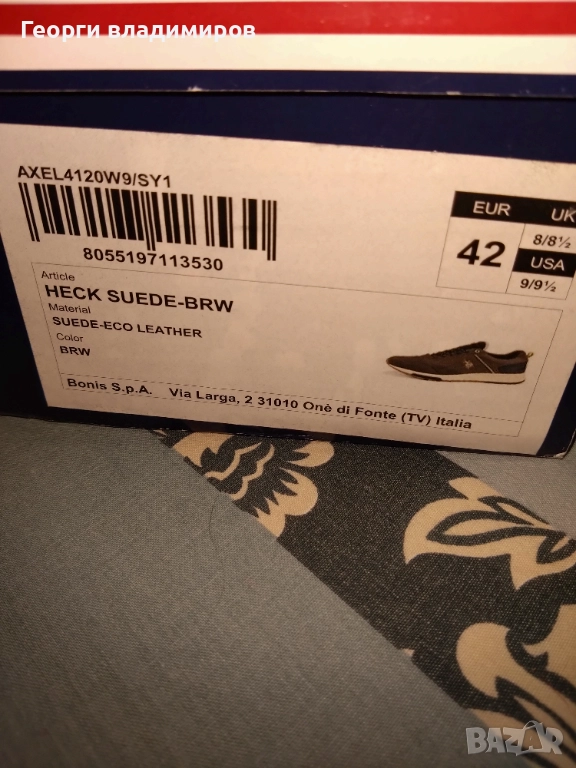 Георги владимиров
AXEL4120W9/SY1
8055197113530
EUR
UK
42
8/8½
USA
9/9½
Article
HECK SUEDE-BRW
Material
SUEDE-ECO LEATHER
Color
BRW
Bonis S.p.A. Via Larga, 2 31010 Onè di Fonte (TV) Italia
BAZAR